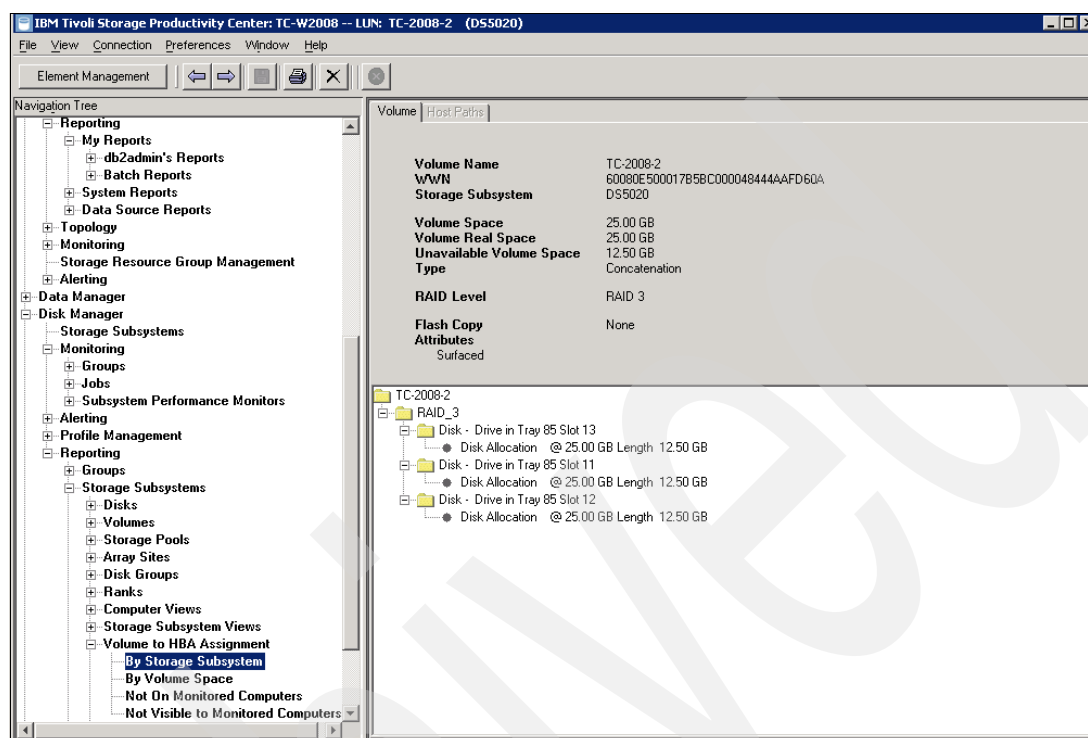 IBM Tivoli Storage Productivity Center: TC-W2008 -- LUN: TC-2008-2 (DS5020)
File View Connection Preferences Window Help
Element Management
Navigation Tree
Reporting
My Reports
db2admin's Reports
Batch Reports
System Reports
Data Source Reports
Topology
Monitoring
Storage Resource Group Management
Alerting
Data Manager
Disk Manager
Storage Subsystems
Monitoring
Groups
Jobs
Subsystem Performance Monitors
Alerting
Profile Management
Reporting
Groups
Storage Subsystems
Disks
Volumes
Storage Pools
Array Sites
Disk Groups
Ranks
Computer Views
Storage Subsystem Views
Volume to HBA Assignment
By Storage Subsystem
By Volume Space
Not On Monitored Computers
Not Visible to Monitored Computers
Volume Host Paths
Volume Name TC-2008-2
WWN 60080E500017B5BC000048444AAFD60A
Storage Subsystem DS5020
Volume Space 25.00 GB
Volume Real Space 25.00 GB
Unavailable Volume Space 12.50 GB
Type Concatenation
RAID Level RAID 3
Flash Copy None
Attributes
Surfaced
TC-2008-2
RAID_3
Disk - Drive in Tray 85 Slot 13
Disk Allocation @ 25.00 GB Length 12.50 GB
Disk - Drive in Tray 85 Slot 11
Disk Allocation @ 25.00 GB Length 12.50 GB
Disk - Drive in Tray 85 Slot 12
Disk Allocation @ 25.00 GB Length 12.50 GB